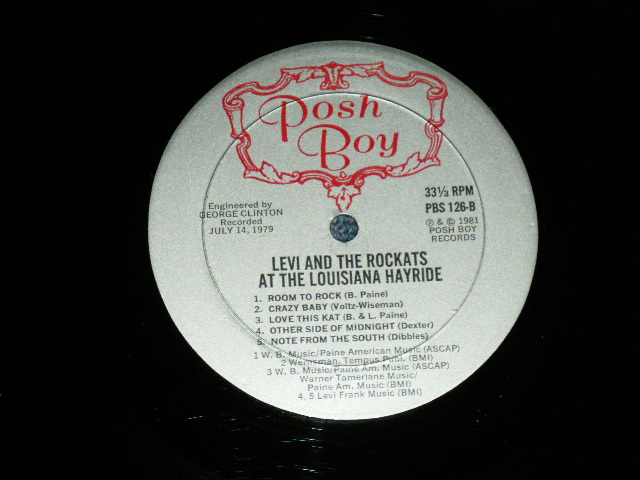 Posh
Boy
33⅓ RPM
PBS 126-B
Engineered by
GEORGE CLINTON
Recorded
JULY 14, 1979
℗ & © 1981
POSH BOY
RECORDS
LEVI AND THE ROCKATS
AT THE LOUISIANA HAYRIDE
1. ROOM TO ROCK (B. Paine)
2. CRAZY BABY (Voltz-Wiseman)
3. LOVE THIS KAT (B. & L. Paine)
4. OTHER SIDE OF MIDNIGHT (Dexter)
5. NOTE FROM THE SOUTH (Dibbles)
1 W. B. Music/Paine American Music (ASCAP)
2 Tempus Publ. (BMI)
3 W. B. Music/Paine Am. Music (ASCAP)
Warner Tamerlane Music/
Paine Am. Music (BMI)
4, 5 Levi Frank Music (BMI)